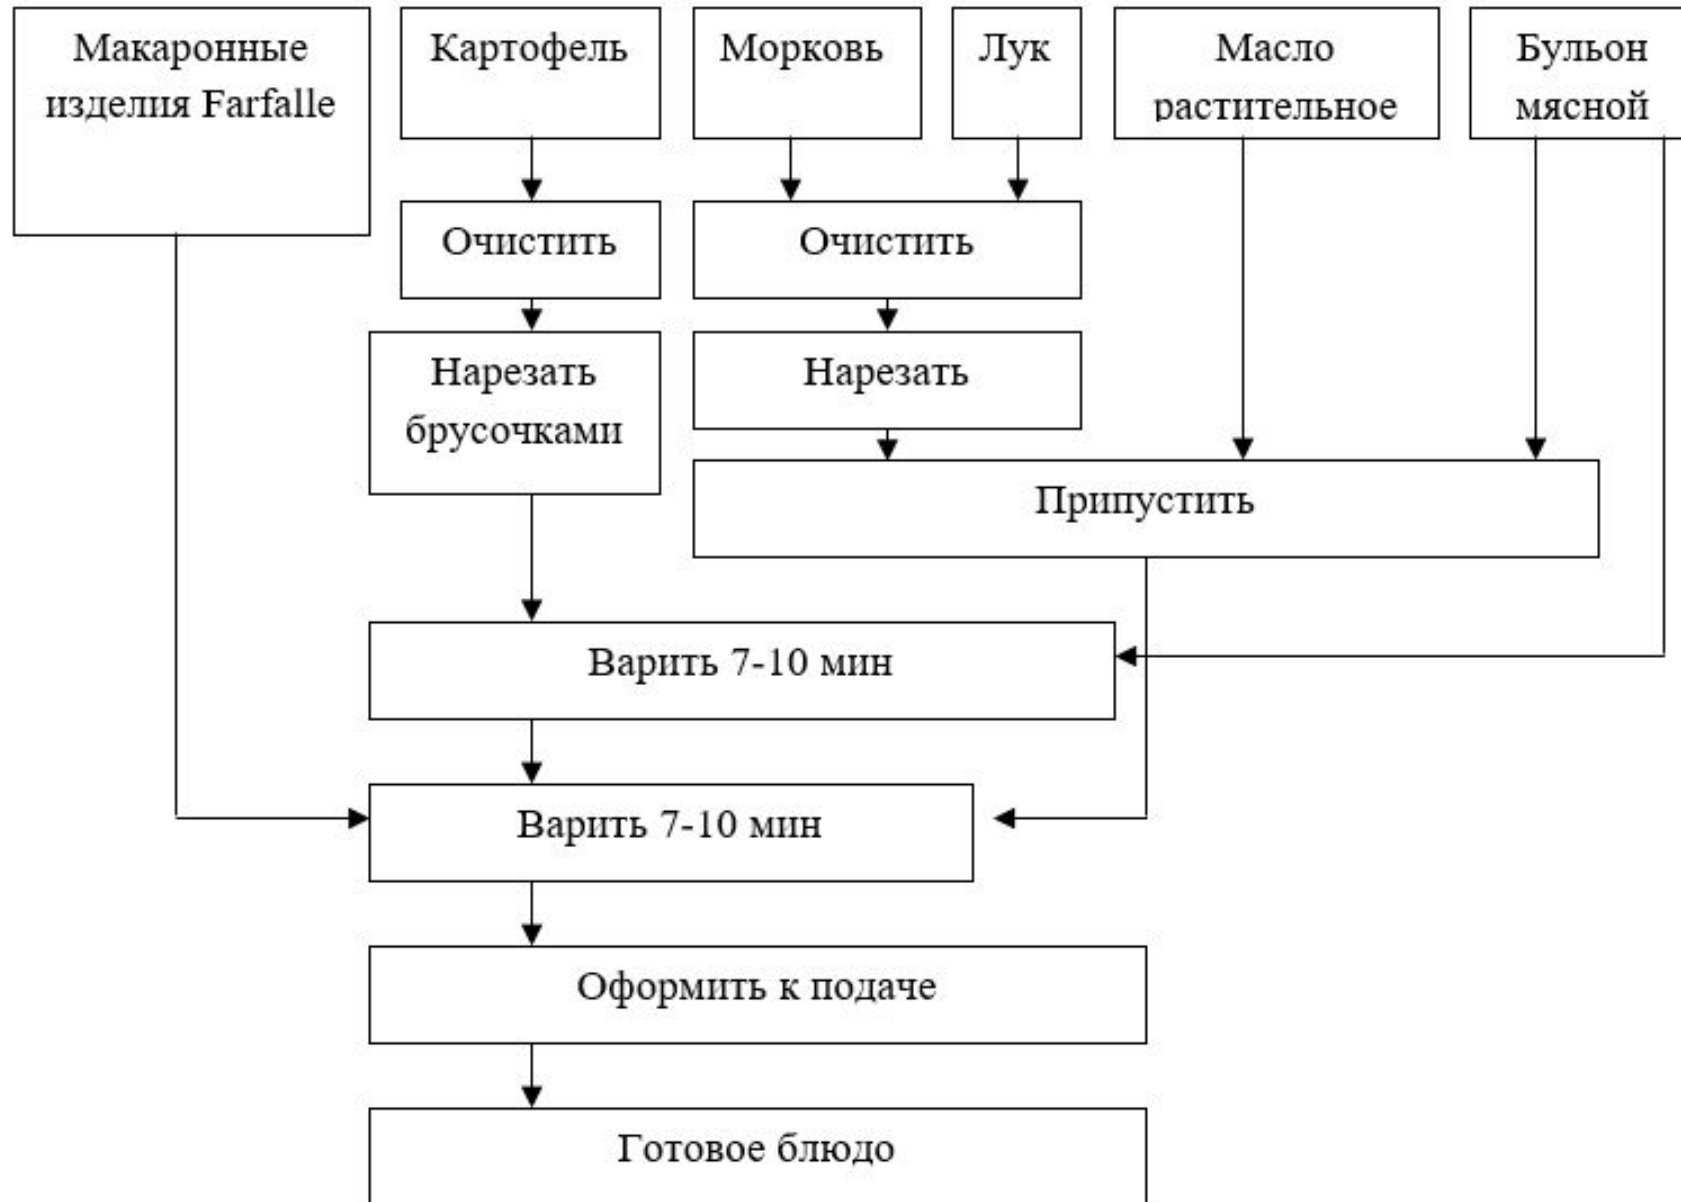 Макаронные
изделия Farfalle
Картофель
Морковь
Лук
Масло
растительное
Бульон
мясной
Очистить
Очистить
Нарезать
брусочками
Нарезать
Припустить
Варить 7-10 мин
Варить 7-10 мин
Оформить к подаче
Готовое блюдо